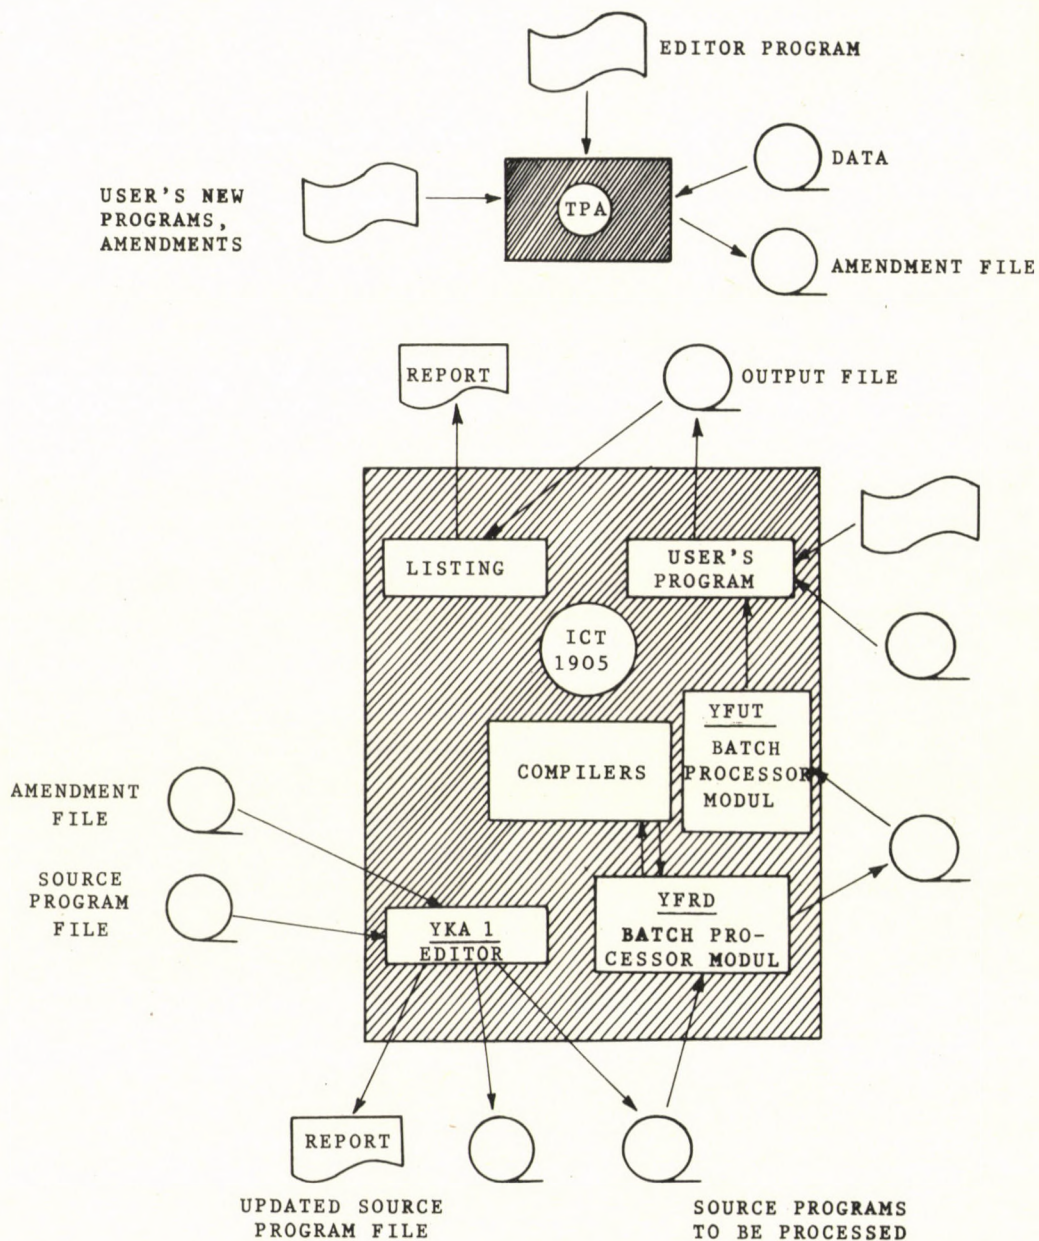 EDITOR PROGRAM
DATA
USER'S NEW
PROGRAMS,
AMENDMENTS
TPA
AMENDMENT FILE
REPORT
OUTPUT FILE
LISTING
USER'S
PROGRAM
ICT
1905
YFUT
BATCH
PROCESSOR
MODUL
COMPILERS
AMENDMENT
FILE
SOURCE
PROGRAM
FILE
YKA 1
EDITOR
YFRD
BATCH PRO-
CESSOR MODUL
REPORT
UPDATED SOURCE
PROGRAM FILE
SOURCE PROGRAMS
TO BE PROCESSED